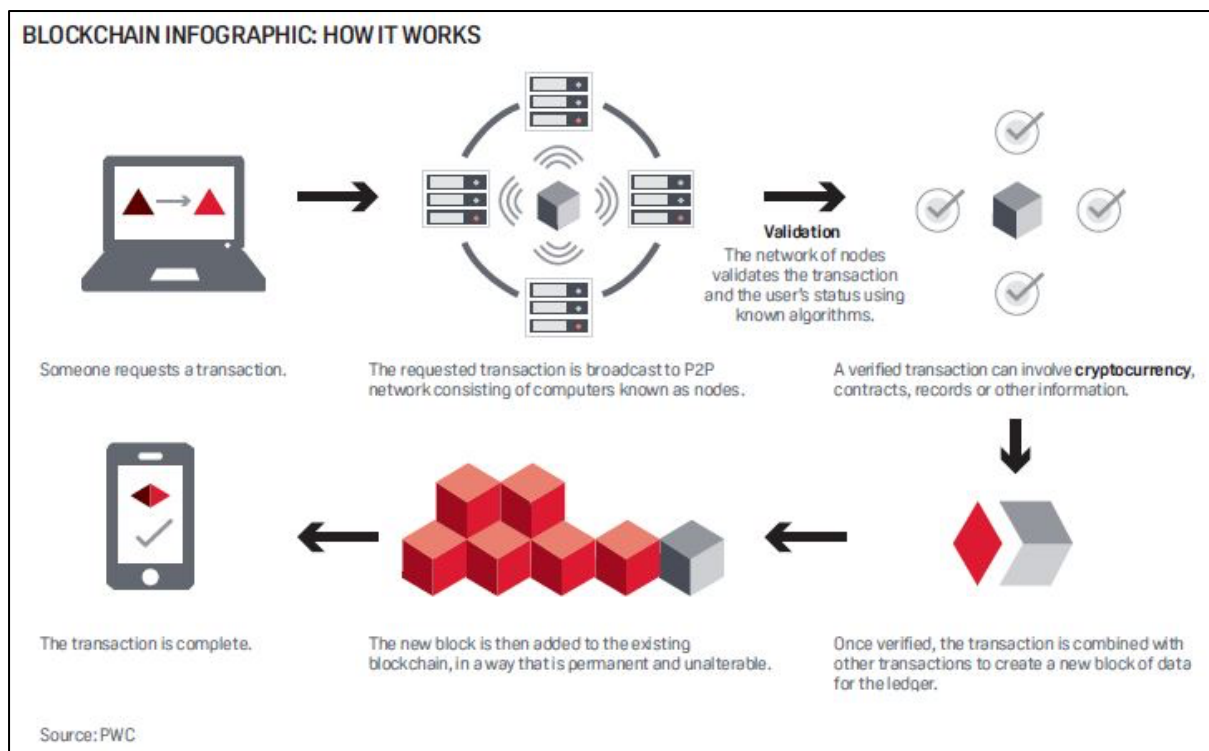 BLOCKCHAIN INFOGRAPHIC: HOW IT WORKS
Someone requests a transaction.
The requested transaction is broadcast to P2P
network consisting of computers known as nodes.
Validation
The network of nodes
validates the transaction
and the user's status using
known algorithms.
A verified transaction can involve cryptocurrency,
contracts, records or other information.
Once verified, the transaction is combined with
other transactions to create a new block of data
for the ledger.
The new block is then added to the existing
blockchain, in a way that is permanent and unalterable.
The transaction is complete.
Source: PWC